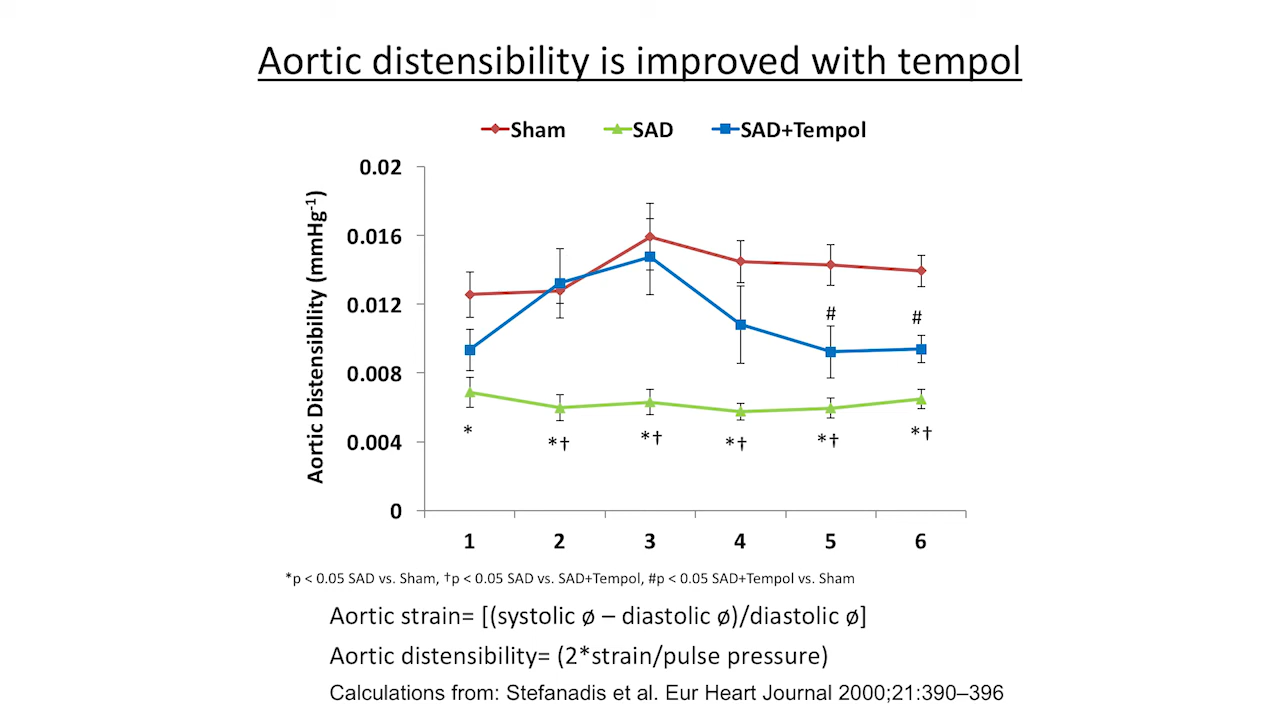 Aortic distensibility is improved with tempol
Sham SAD SAD+Tempol
Aortic Distensibility (mmHg⁻¹)
0.02
0.016
0.012
0.008
0.004
0
# #
* *† *† *† *† *†
1 2 3 4 5 6
*p < 0.05 SAD vs. Sham, †p < 0.05 SAD vs. SAD+Tempol, #p < 0.05 SAD+Tempol vs. Sham
Aortic strain= [(systolic ø – diastolic ø)/diastolic ø]
Aortic distensibility= (2*strain/pulse pressure)
Calculations from: Stefanadis et al. Eur Heart Journal 2000;21:390–396